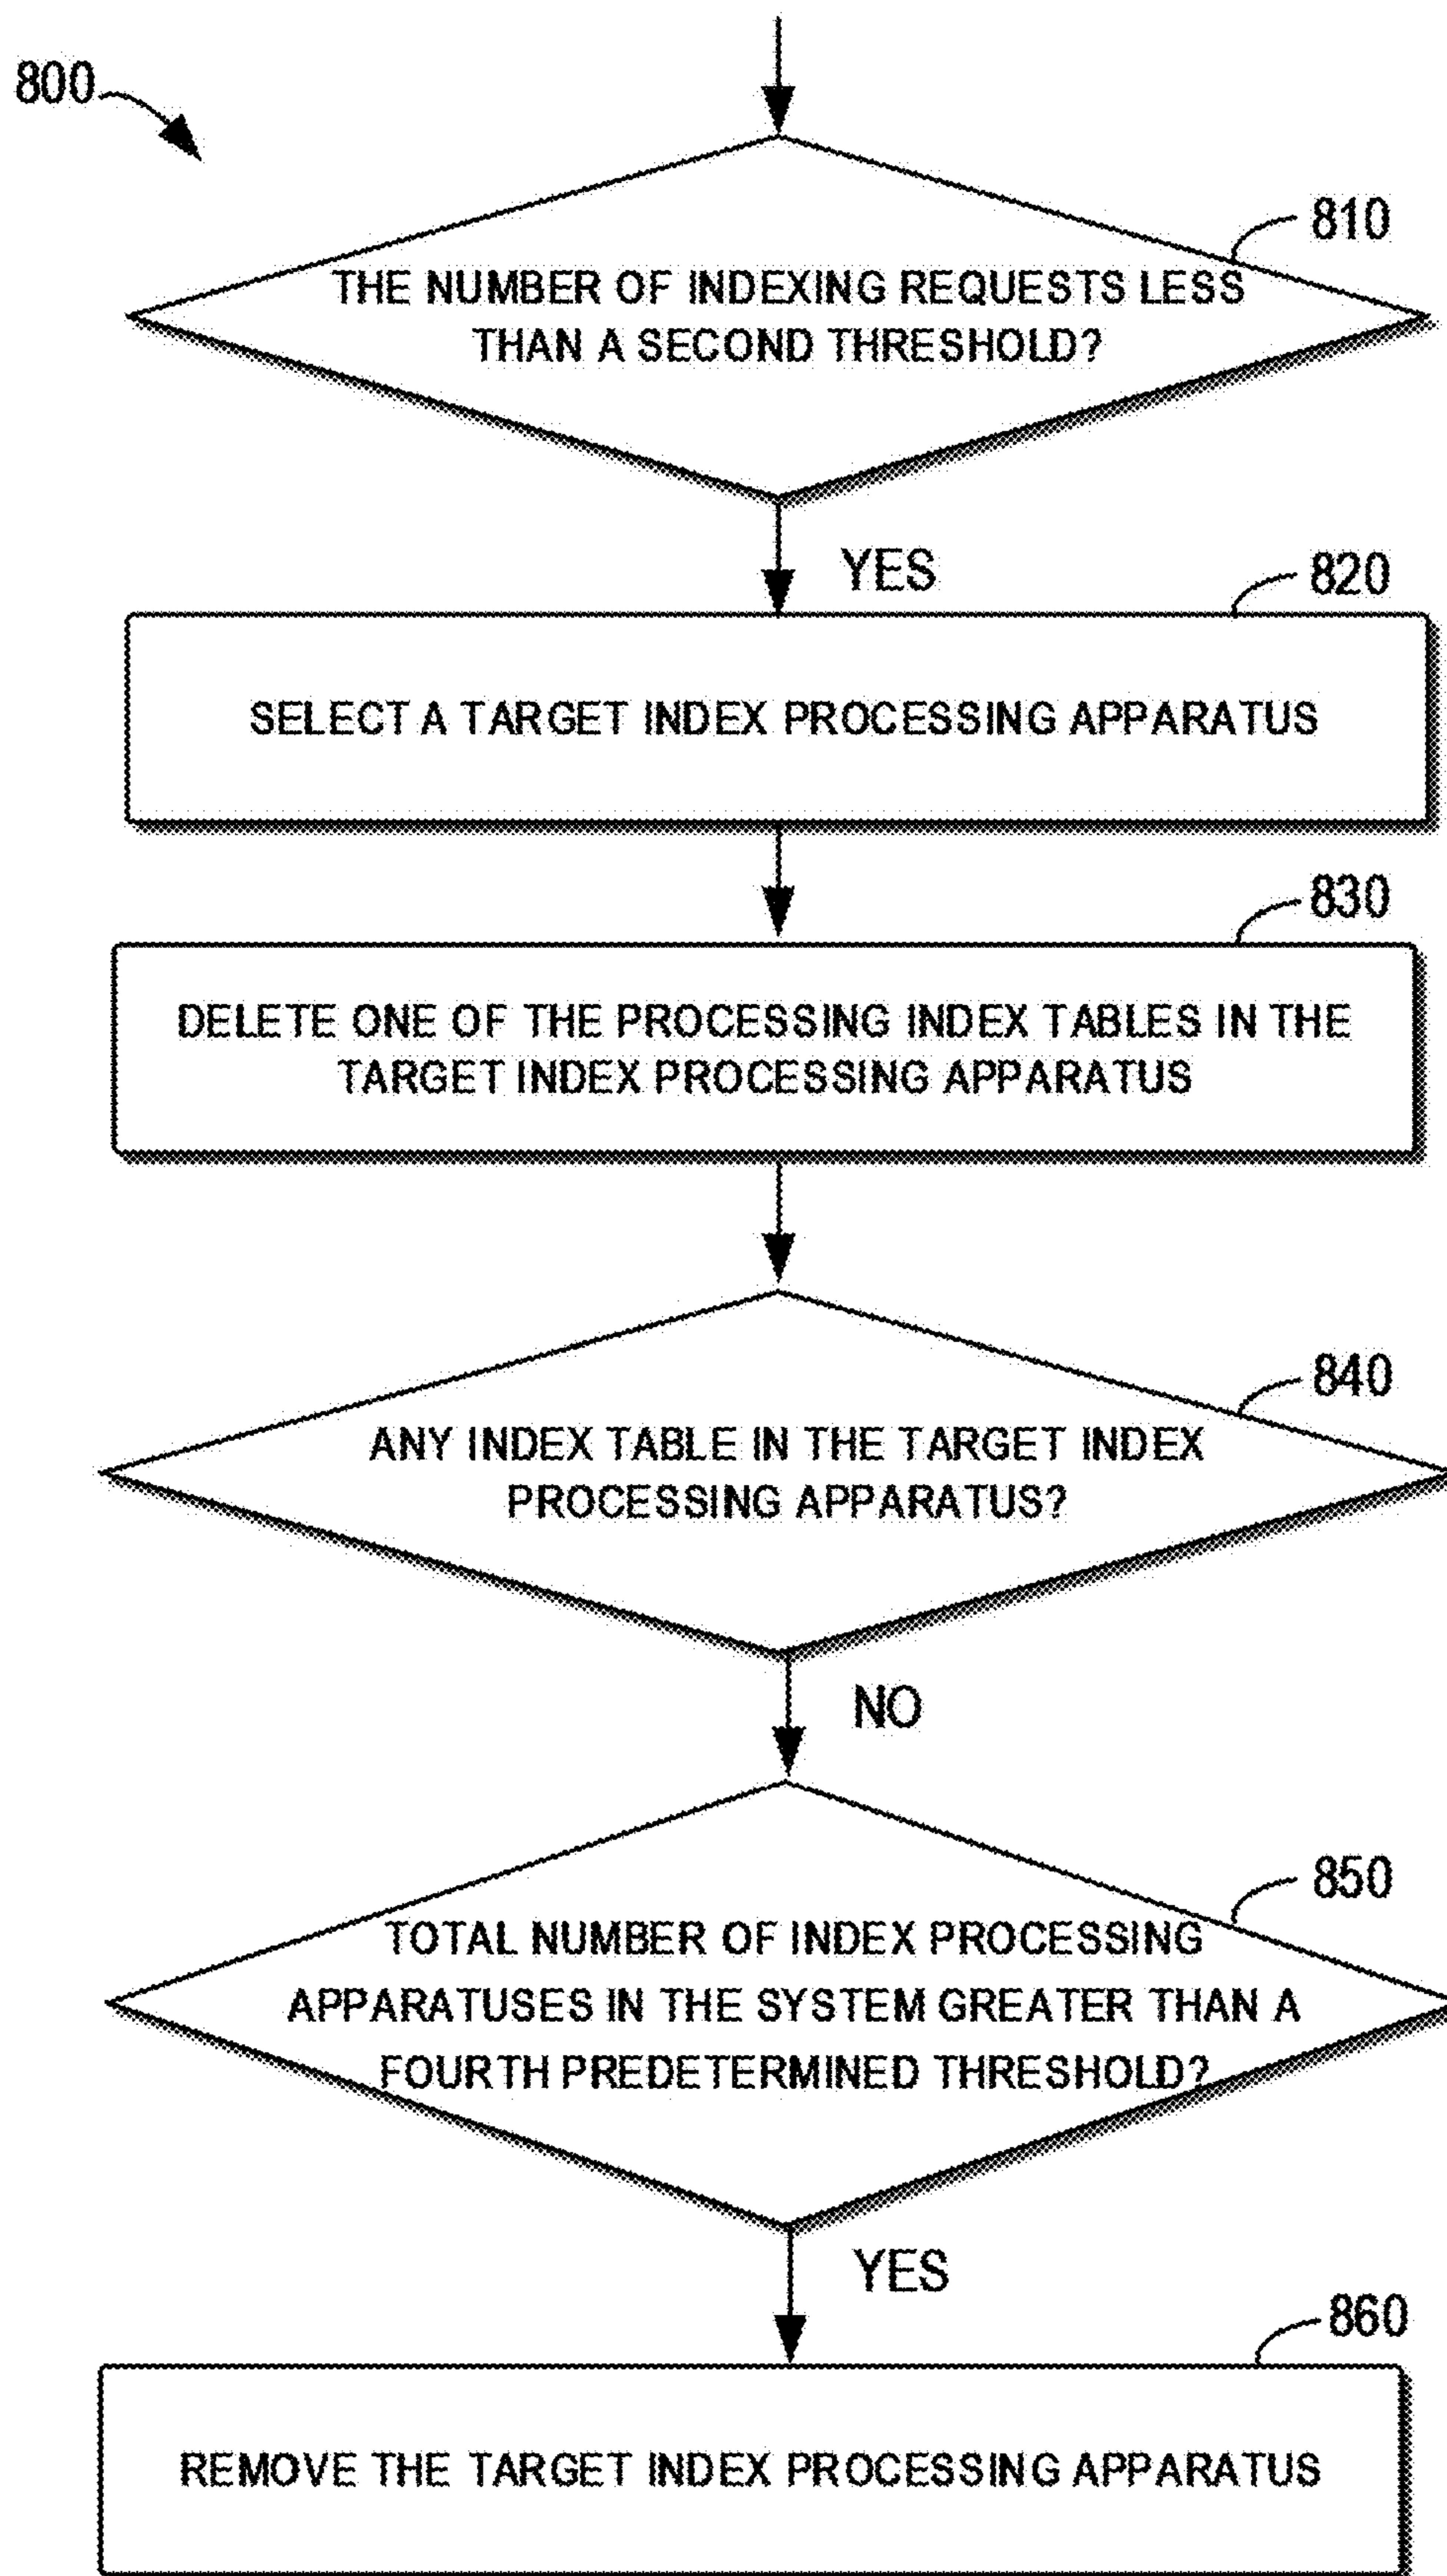 800
810
THE NUMBER OF INDEXING REQUESTS LESS
THAN A SECOND THRESHOLD?
YES
820
SELECT A TARGET INDEX PROCESSING APPARATUS
830
DELETE ONE OF THE PROCESSING INDEX TABLES IN THE
TARGET INDEX PROCESSING APPARATUS
840
ANY INDEX TABLE IN THE TARGET INDEX
PROCESSING APPARATUS?
NO
850
TOTAL NUMBER OF INDEX PROCESSING
APPARATUSES IN THE SYSTEM GREATER THAN A
FOURTH PREDETERMINED THRESHOLD?
YES
860
REMOVE THE TARGET INDEX PROCESSING APPARATUS